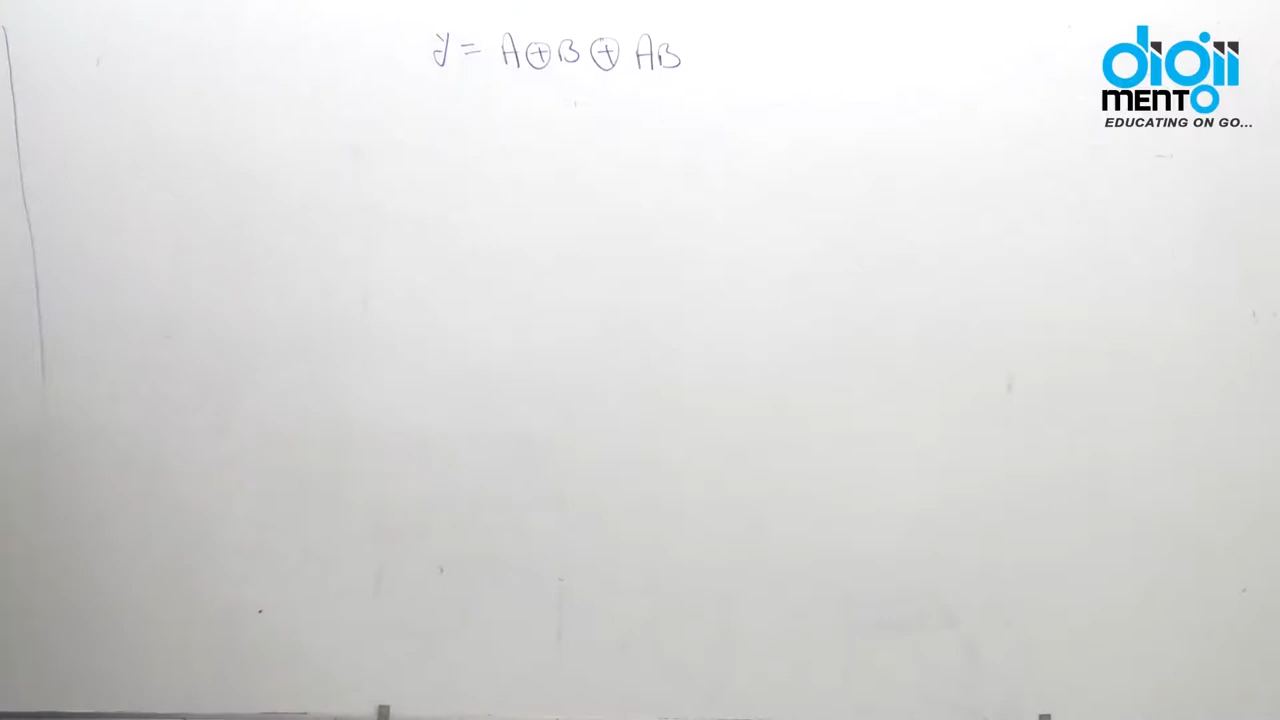 y = A ⊕ B ⊕ AB
digii
MENTO
EDUCATING ON GO...